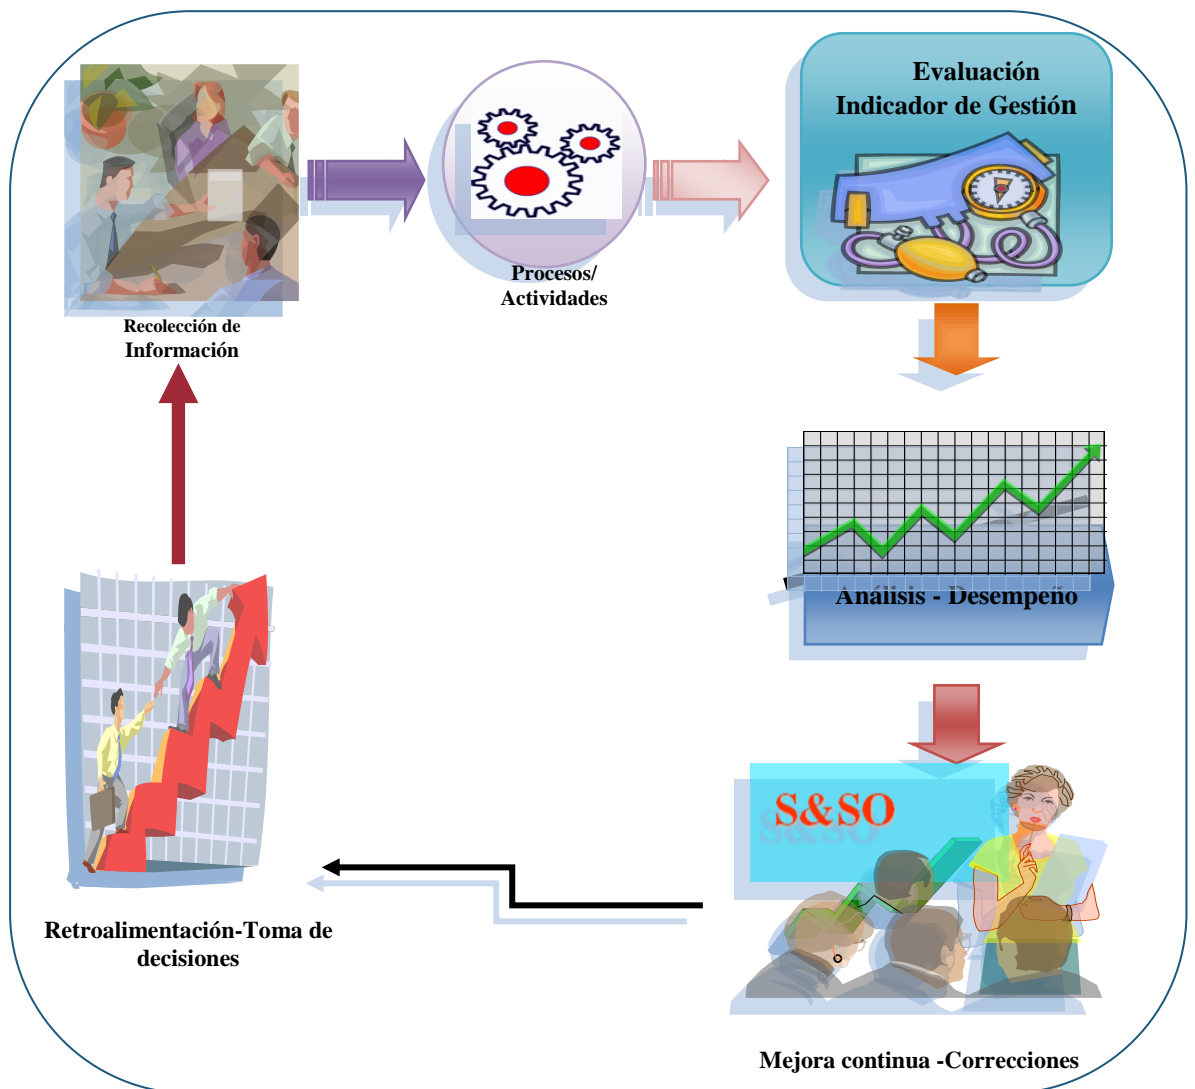 Evaluación
Indicador de Gestión
Procesos/
Actividades
Recolección de
Información
Análisis - Desempeño
S&SO
Retroalimentación-Toma de
decisiones
Mejora continua -Correcciones